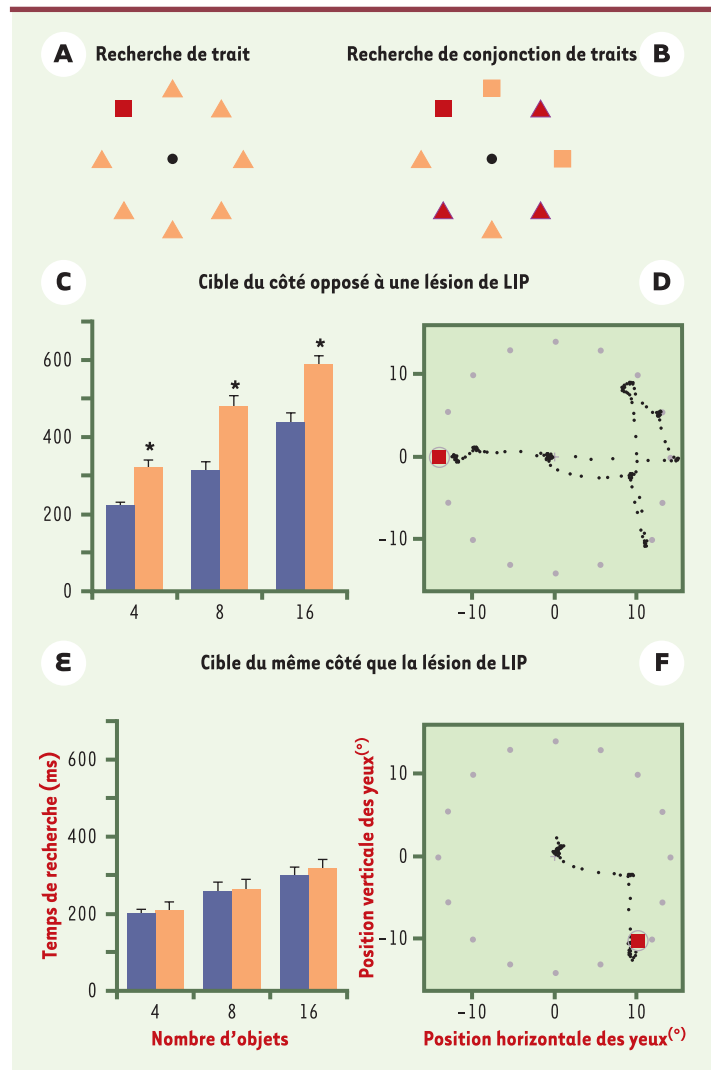 A Recherche de trait
Recherche de conjonction de traits B
C Cible du côté opposé à une lésion de LIP D
600
400
200
0
* * *
4 8 16
10
0
-10
-10 0 10
E Cible du même côté que la lésion de LIP F
Temps de recherche (ms)
600
400
200
0
4 8 16
Nombre d'objets
Position verticale des yeux(°)
10
0
-10
-10 0 10
Position horizontale des yeux(°)